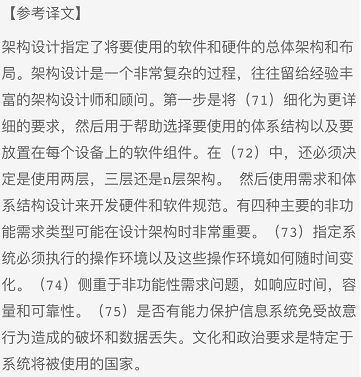 【参考译文】
架构设计指定了将要使用的软件和硬件的总体架构和布
局。架构设计是一个非常复杂的过程，往往留给经验丰
富的架构设计师和顾问。第一步是将（71）细化为更详
细的要求，然后用于帮助选择要使用的体系结构以及要
放置在每个设备上的软件组件。在（72）中，还必须决
定是使用两层，三层还是n层架构。 然后使用需求和体
系结构设计来开发硬件和软件规范。有四种主要的非功
能需求类型可能在设计架构时非常重要。（73）指定系
统必须执行的操作环境以及这些操作环境如何随时间变
化。（74）侧重于非功能性需求问题，如响应时间，容
量和可靠性。（75）是否有能力保护信息系统免受故意
行为造成的破坏和数据丢失。文化和政治要求是特定于
系统将被使用的国家。